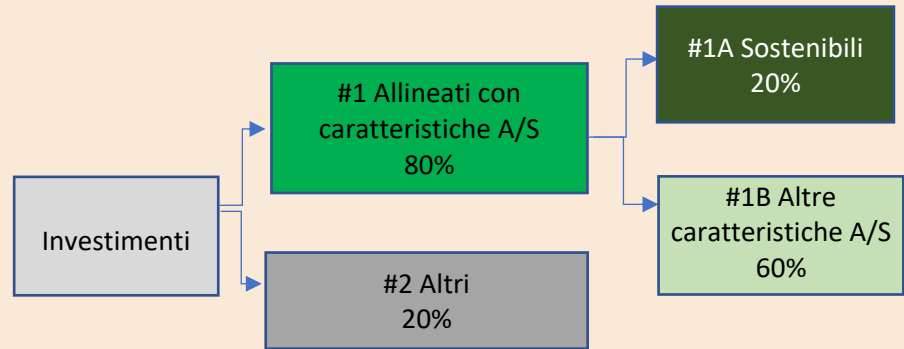 #1A Sostenibili
20%
#1 Allineati con
caratteristiche A/S
80%
#1B Altre
caratteristiche A/S
60%
Investimenti
#2 Altri
20%